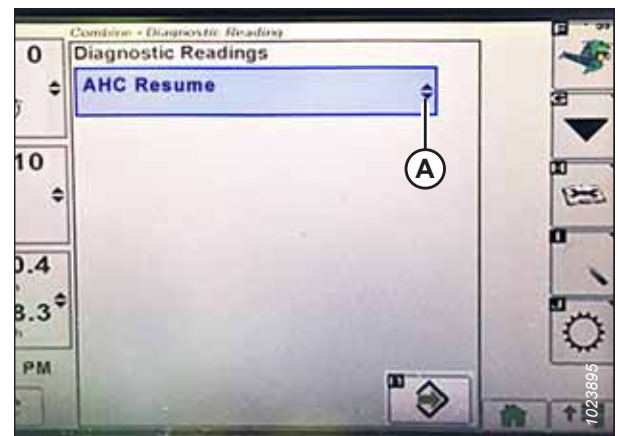 Combine - Diagnostic Reading
Diagnostic Readings
0
AHC Resume
A
10
0.4
8.3
h
PM
1023895